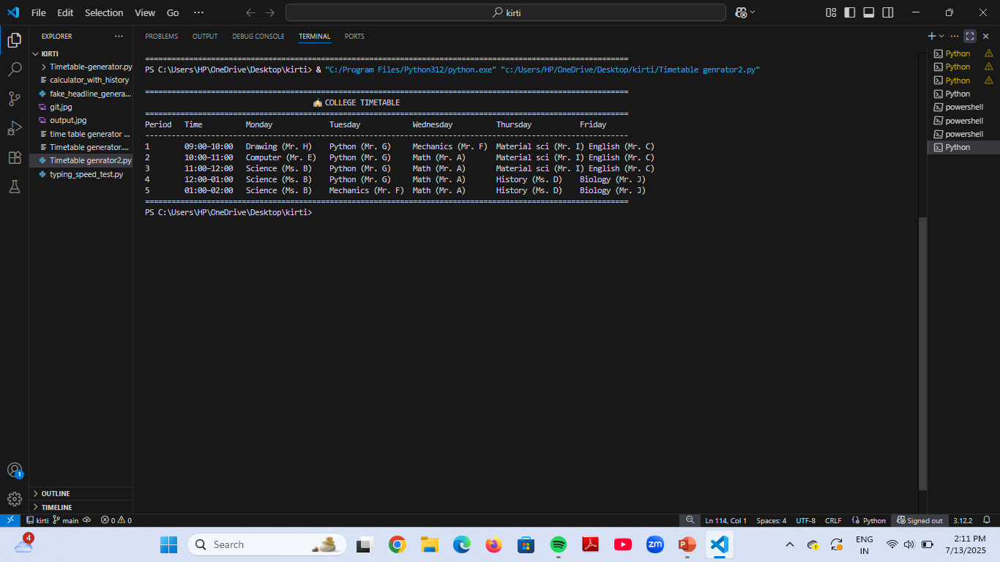 File Edit Selection View Go ...
kirti
EXPLORER ...
KIRTI
Timetable-generator.py
calculator_with_history
fake_headline_genera...
git.jpg
output.jpg
time table generator ...
Timetable generator....
Timetable genrator2.py
typing_speed_test.py
OUTLINE
TIMELINE
PROBLEMS OUTPUT DEBUG CONSOLE TERMINAL PORTS
==============================================================================================================
PS C:\Users\HP\OneDrive\Desktop\kirti> & "C:/Program Files/Python312/python.exe" "c:/Users/HP/OneDrive/Desktop/kirti/Timetable genrator2.py"
==============================================================================================================
🏫 COLLEGE TIMETABLE
==============================================================================================================
Period Time Monday Tuesday Wednesday Thursday Friday
--------------------------------------------------------------------------------------------------------------
1 09:00-10:00 Drawing (Mr. H) Python (Mr. G) Mechanics (Mr. F) Material sci (Mr. I) English (Mr. C)
2 10:00-11:00 Computer (Mr. E) Python (Mr. G) Math (Mr. A) Material sci (Mr. I) English (Mr. C)
3 11:00-12:00 Science (Ms. B) Python (Mr. G) Math (Mr. A) Material sci (Mr. I) English (Mr. C)
4 12:00-01:00 Science (Ms. B) Python (Mr. G) Math (Mr. A) History (Ms. D) Biology (Mr. J)
5 01:00-02:00 Science (Ms. B) Mechanics (Mr. F) Math (Mr. A) History (Ms. D) Biology (Mr. J)
==============================================================================================================
PS C:\Users\HP\OneDrive\Desktop\kirti>
Python
Python
Python
Python
powershell
powershell
powershell
Python
1
kirti main 0 0 Ln 114, Col 1 Spaces: 4 UTF-8 CRLF Python Signed out 3.12.2
4 Search zm P ENG IN 2:11 PM
7/13/2025